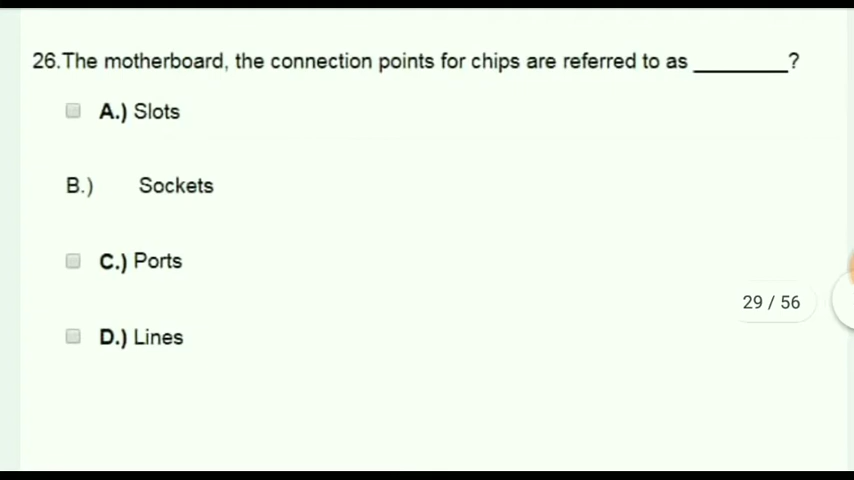 26.The motherboard, the connection points for chips are referred to as ________?
A.) Slots
B.) Sockets
C.) Ports
29 / 56
D.) Lines